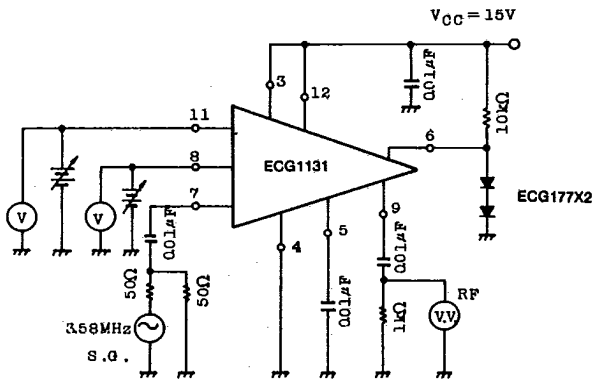 VCC = 15V
3
12
0.01μF
10kΩ
11
6
8
ECG1131
7
ECG177X2
V
V
0.01μF
9
4
5
0.01μF
50Ω
50Ω
0.01μF
1kΩ
RF
V.V.
3.58MHz
S.G.